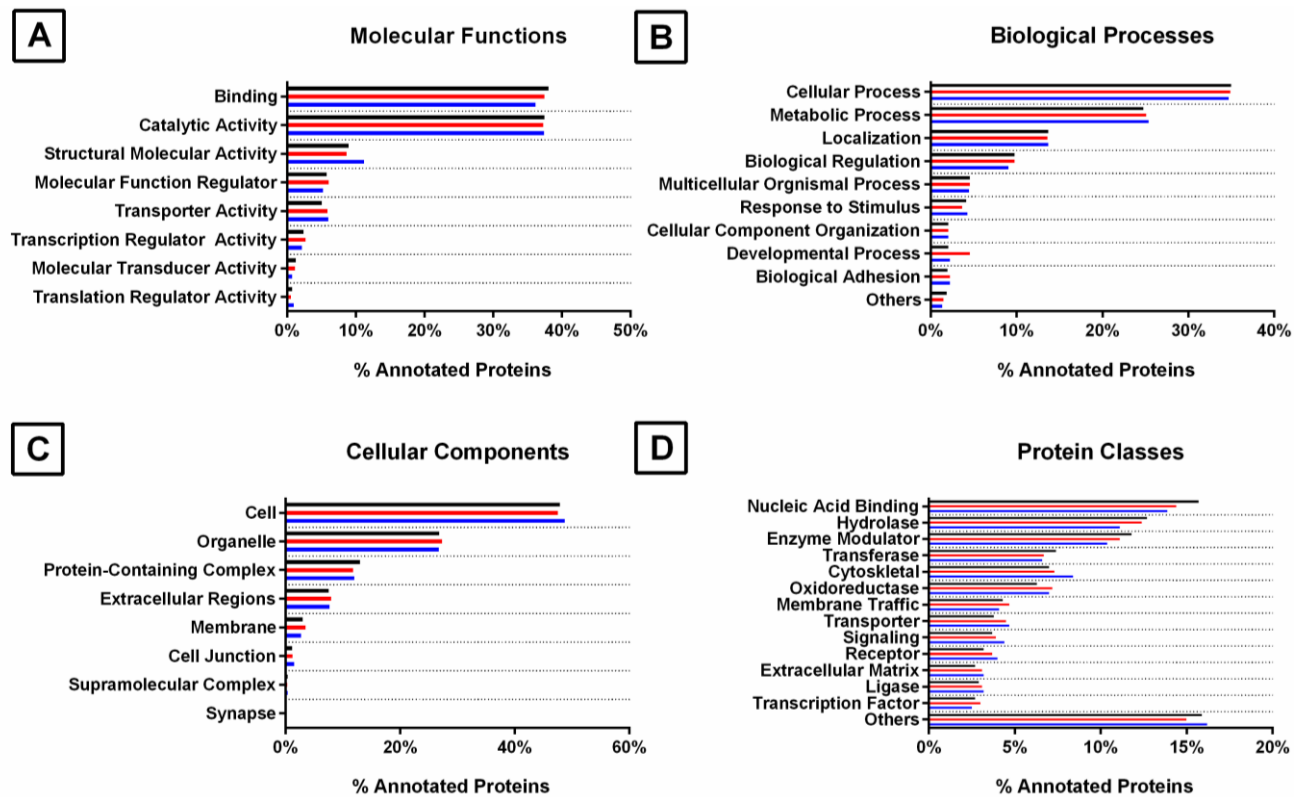 A
Molecular Functions
Binding
Catalytic Activity
Structural Molecular Activity
Molecular Function Regulator
Transporter Activity
Transcription Regulator Activity
Molecular Transducer Activity
Translation Regulator Activity
0% 10% 20% 30% 40% 50%
% Annotated Proteins
B
Biological Processes
Cellular Process
Metabolic Process
Localization
Biological Regulation
Multicellular Orgnismal Process
Response to Stimulus
Cellular Component Organization
Developmental Process
Biological Adhesion
Others
0% 10% 20% 30% 40%
% Annotated Proteins
C
Cellular Components
Cell
Organelle
Protein-Containing Complex
Extracellular Regions
Membrane
Cell Junction
Supramolecular Complex
Synapse
0% 20% 40% 60%
% Annotated Proteins
D
Protein Classes
Nucleic Acid Binding
Hydrolase
Enzyme Modulator
Transferase
Cytoskletal
Oxidoreductase
Membrane Traffic
Transporter
Signaling
Receptor
Extracellular Matrix
Ligase
Transcription Factor
Others
0% 5% 10% 15% 20%
% Annotated Proteins